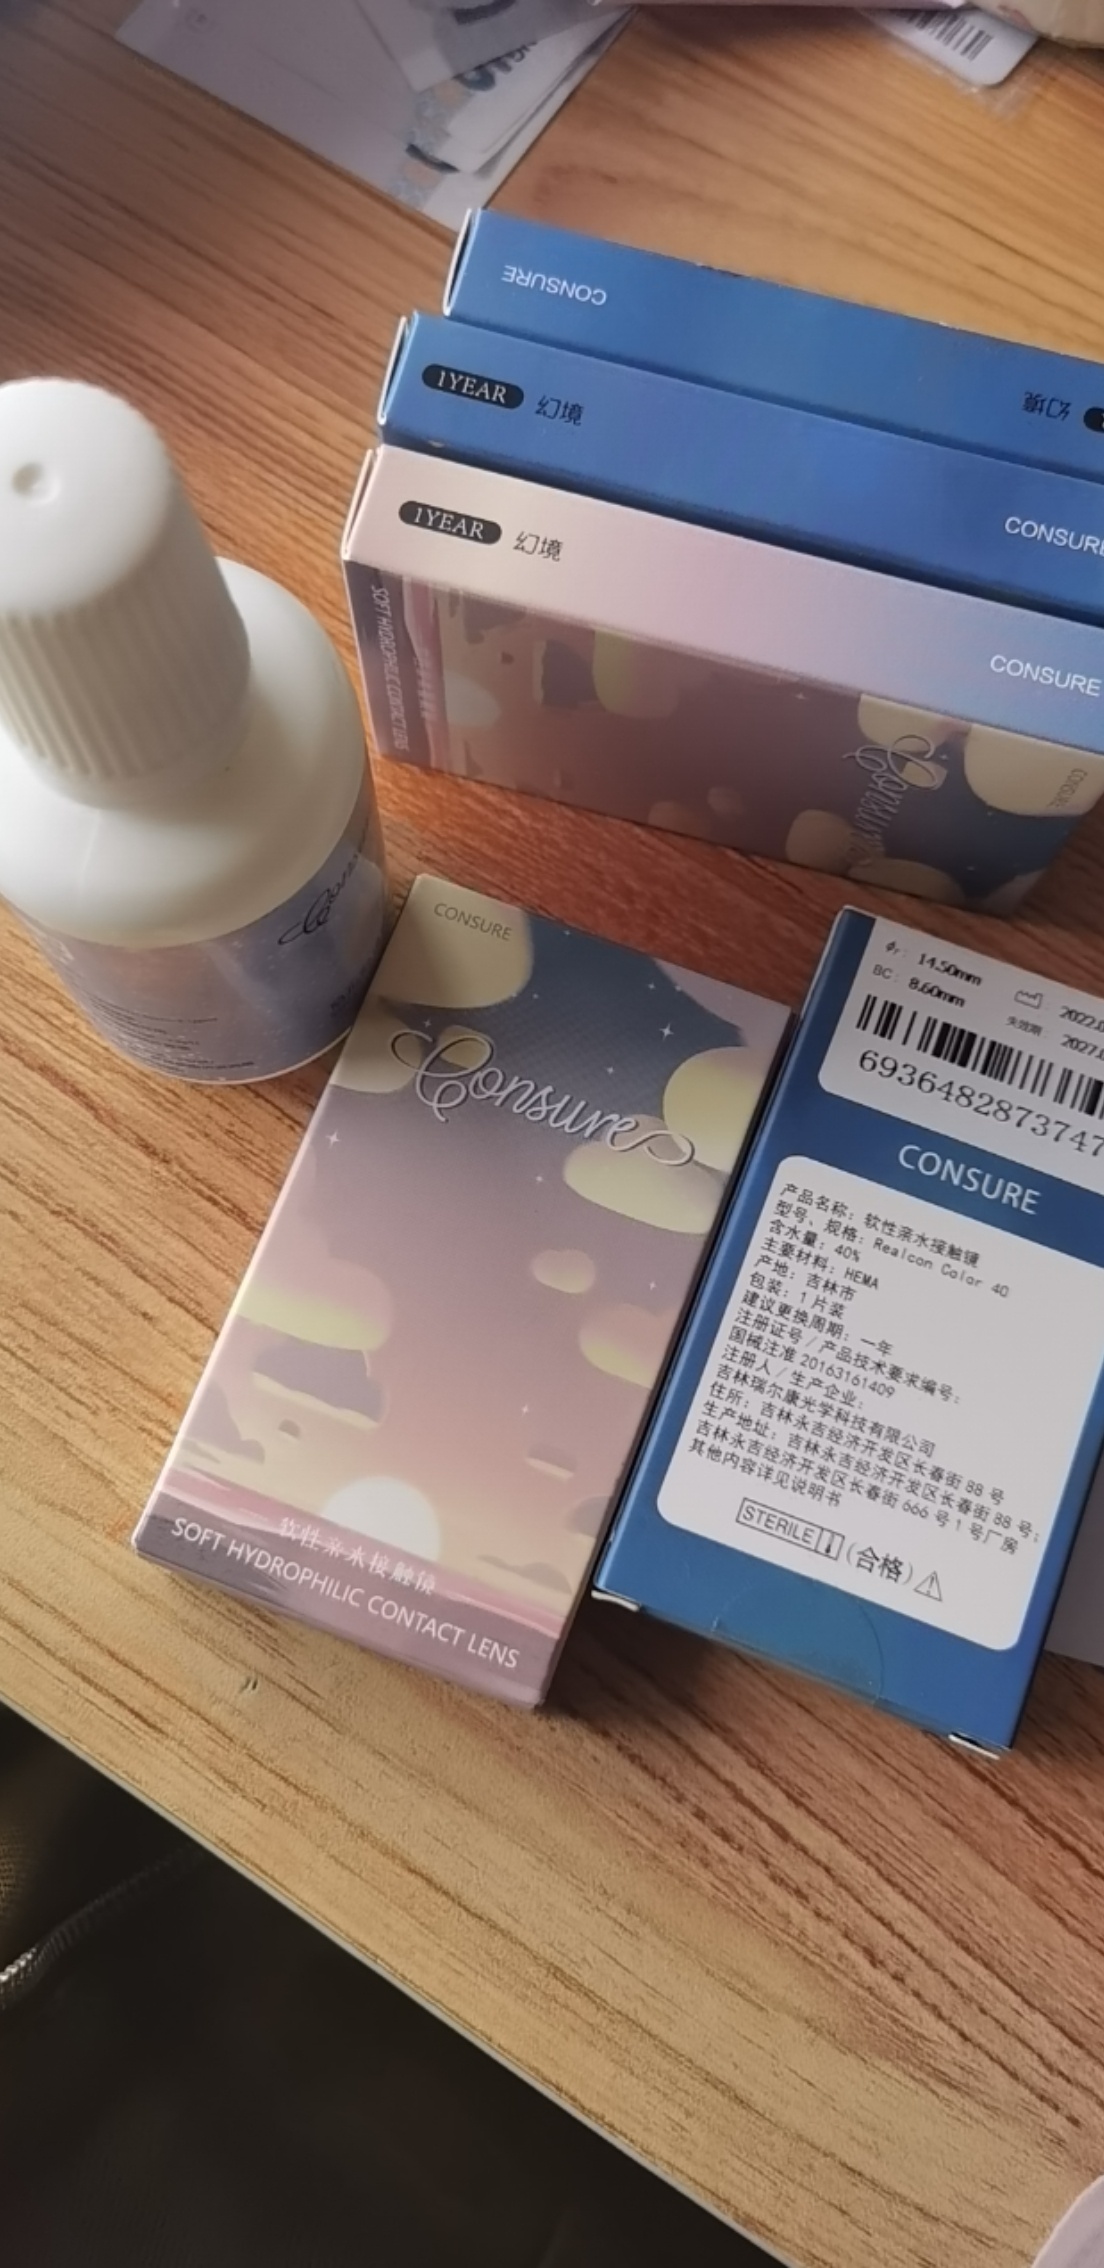 CONSURE
幻境
1YEAR 幻境
CONSURE
1YEAR 幻境
CONSURE
SOFT HYDROPHILIC CONTACT LENS
Consure
CONSURE
CONSURE
Consure
软性亲水接触镜
SOFT HYDROPHILIC CONTACT LENS
14.50mm
BC: 8.60mm
失效期:
6936482873747
CONSURE
产品名称：软性亲水接触镜
型号、规格：Realcon Color 40
含水量：40%
主要材料：HEMA
产地：吉林市
包装：1片装
建议更换周期：一年
注册证号/产品技术要求编号：
国械注准 20163161409
注册人/生产企业：
吉林瑞尔康光学科技有限公司
住所：吉林永吉经济开发区长春街 88 号
生产地址：吉林永吉经济开发区长春街 88 号；
吉林永吉经济开发区长春街 666 号 1 号厂房
其他内容详见说明书
STERILE (合格)